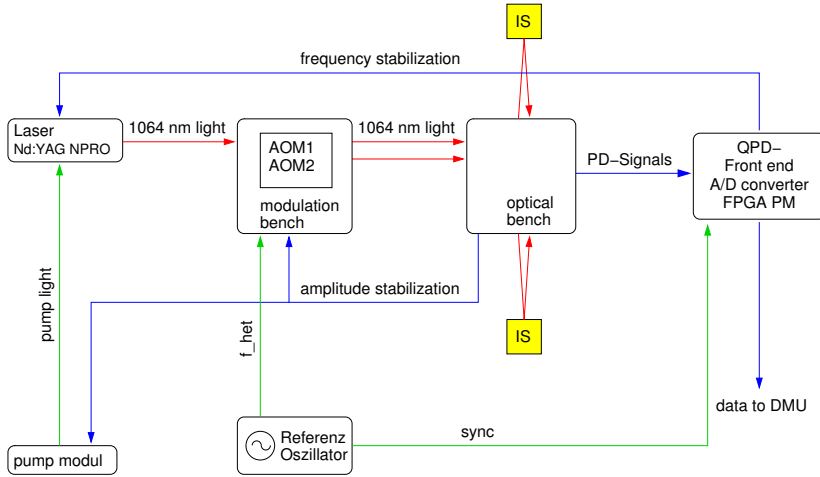 IS
frequency stabilization
Laser
Nd:YAG NPRO
1064 nm light
AOM1
AOM2
modulation
bench
1064 nm light
optical
bench
PD−Signals
QPD−
Front end
A/D converter
FPGA PM
pump light
amplitude stabilization
f_het
IS
data to DMU
pump modul
Referenz
Oszillator
sync